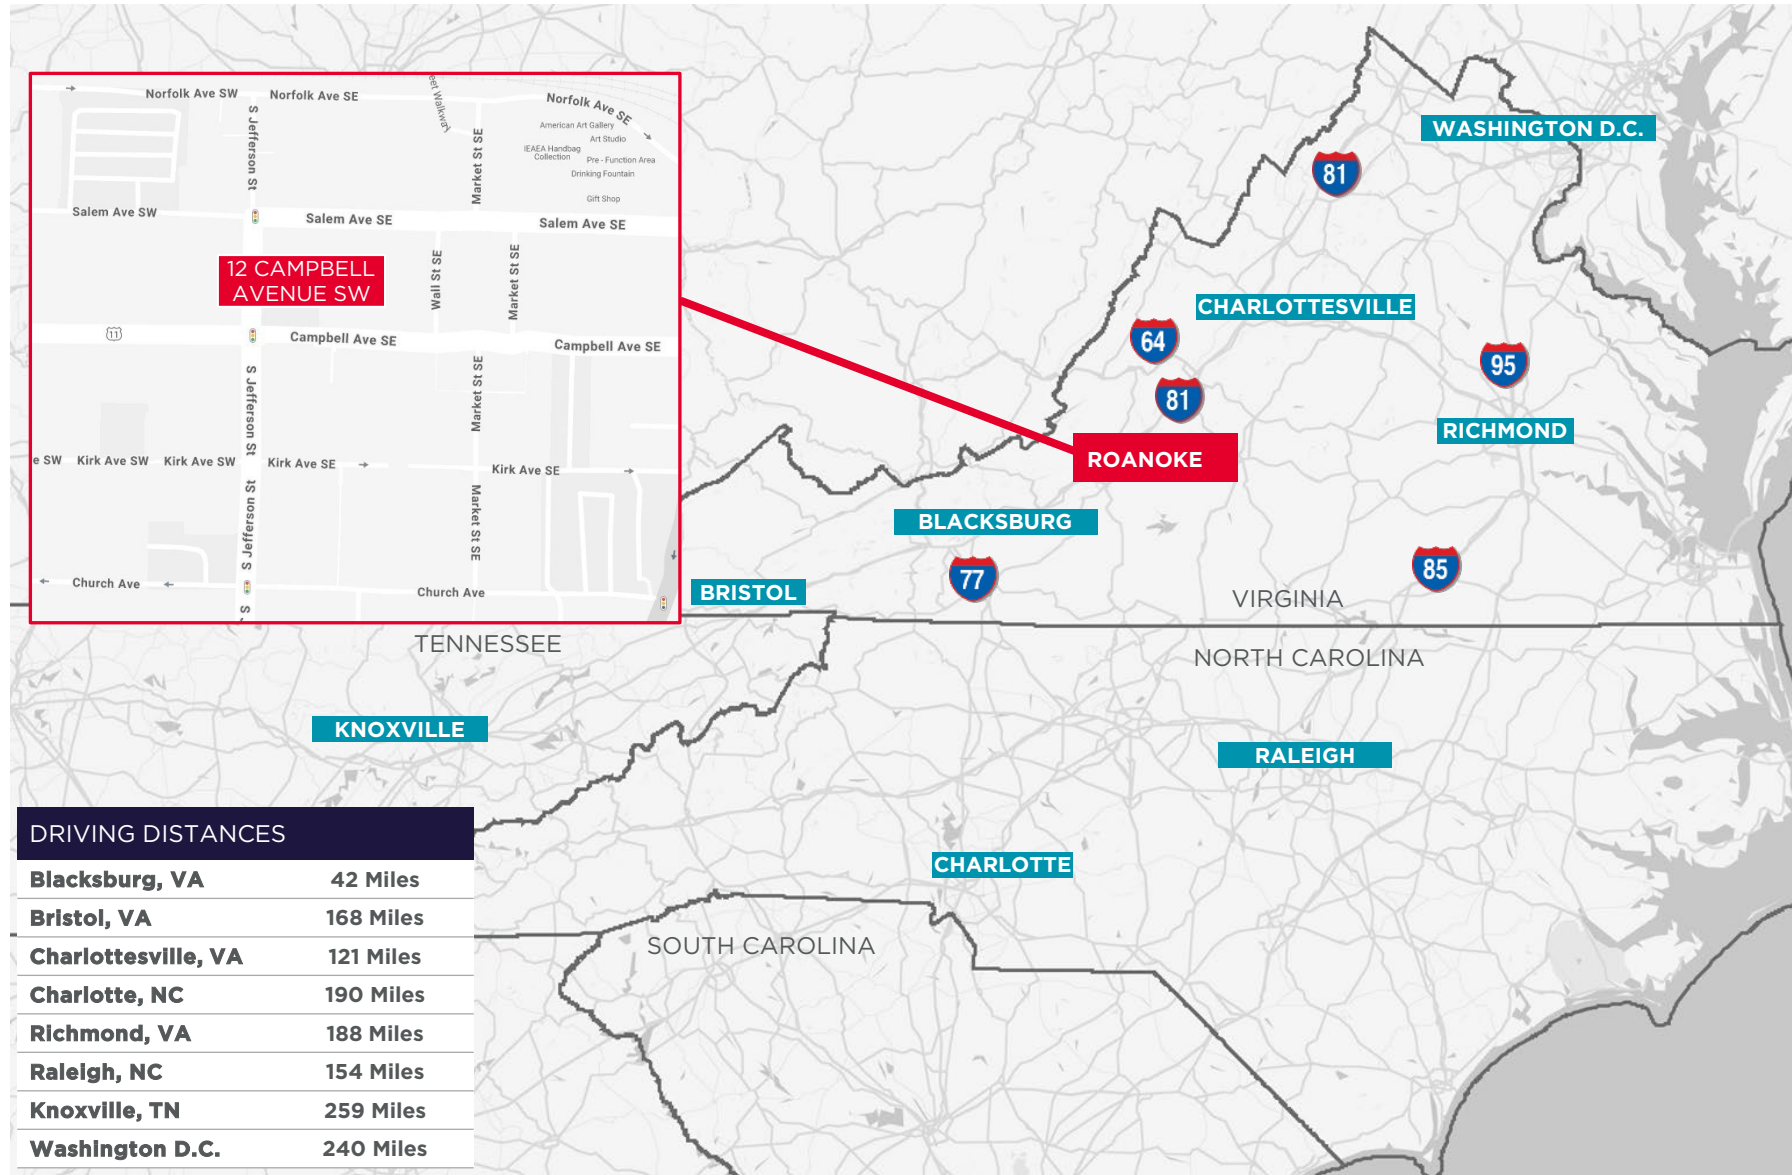 eet Walkway
Norfolk Ave SW
Norfolk Ave SE
Norfolk Ave SE
American Art Gallery
Art Studio
IEAEA Handbag
Collection
Pre - Function Area
Drinking Fountain
Gift Shop
S Jefferson St
Market St SE
Salem Ave SW
Salem Ave SE
Salem Ave SE
12 CAMPBELL
AVENUE SW
Wall St SE
Market St SE
11
Campbell Ave SE
Campbell Ave SE
S Jefferson St
Market St SE
e SW
Kirk Ave SW
Kirk Ave SW
Kirk Ave SE
Kirk Ave SE
S Jefferson St
Market St SE
Church Ave
Church Ave
S
WASHINGTON D.C.
81
CHARLOTTESVILLE
64
95
81
RICHMOND
ROANOKE
BLACKSBURG
77
85
BRISTOL
VIRGINIA
TENNESSEE
NORTH CAROLINA
KNOXVILLE
RALEIGH
CHARLOTTE
SOUTH CAROLINA
DRIVING DISTANCES
Blacksburg, VA 42 Miles
Bristol, VA 168 Miles
Charlottesville, VA 121 Miles
Charlotte, NC 190 Miles
Richmond, VA 188 Miles
Raleigh, NC 154 Miles
Knoxville, TN 259 Miles
Washington D.C. 240 Miles